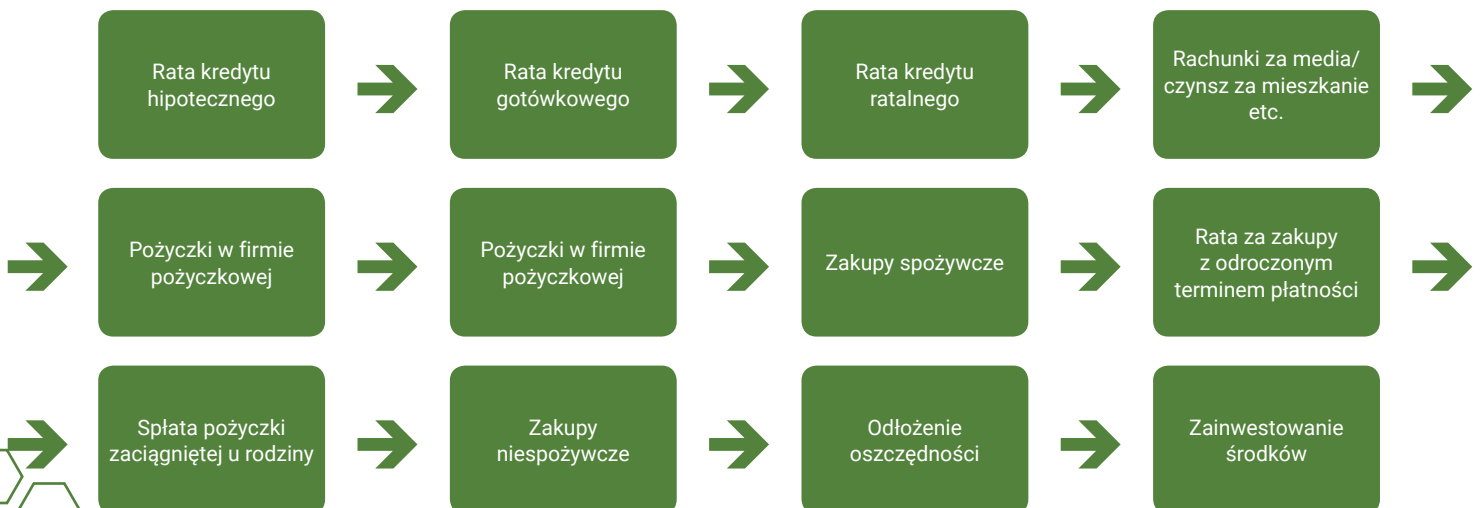 Rata kredytu
hipotecznego
Rata kredytu
gotówkowego
Rata kredytu
ratalnego
Rachunki za media/
czynsz za mieszkanie
etc.
Pożyczki w firmie
pożyczkowej
Pożyczki w firmie
pożyczkowej
Zakupy spożywcze
Rata za zakupy
z odroczonym
terminem płatności
Spłata pożyczki
zaciągniętej u rodziny
Zakupy
niespożywcze
Odłożenie
oszczędności
Zainwestowanie
środków